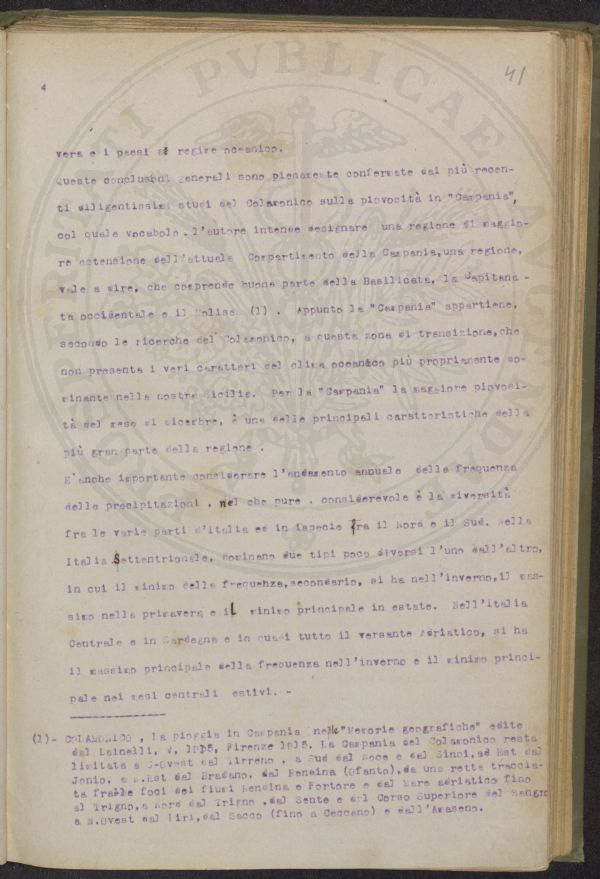 4
41
vera e i paesi a regime oceanico.
Queste conclusioni generali sono pienamente confermate dai più recen-
ti diligentissimi studi del Colamonico sulla piovosità in "Campania",
col quale vocabolo l'autore intende designare una regione di maggio-
re estensione dell'attuale Compartimento della Campania, una regione,
vale a dire, che comprende buona parte della Basilicata, la Capitana-
ta occidentale e il Molise (1). Appunto la "Campania" appartiene,
secondo le ricerche del Colamonico, a questa zona di transizione, che
non presenta i veri caratteri del clima oceanico più propriamente do-
minante nella nostra Sicilia. Per la "Campania" la maggiore piovosi-
tà del mese di dicembre, è una delle principali caratteristiche della
più gran parte della regione.
E' anche importante considerare l'andamento annuale della frequenza
delle precipitazioni, nel che pure, considerevole è la diversità
fra le varie parti d'Italia ed in ispecie fra il Nord e il Sud. Nella
Italia Settentrionale, dominano due tipi poco diversi l'uno dall'altro,
in cui il minimo della frequenza, secondario, si ha nell'inverno, il mas-
simo nella primavera e il minimo principale in estate. Nell'Italia
Centrale e in Sardegna e in quasi tutto il versante Adriatico, si ha
il massimo principale della frequenza nell'inverno e il minimo princi-
pale nei mesi centrali estivi. -
(1)- COLAMONICO, la pioggia in Campania nelle "Memorie geografiche" edite
dal Dainelli, Firenze La Campania del Colamonico resta
limitata a S-Ovest dal Tirreno, a Sud dal Noce e dal Sinni, ad Est dal
Jonio, a N.Est dal Bradano, dal Rendina (Ofanto), da una retta traccia-
ta fra le foci dei fiumi Rendina e Fortore e dal Mare adriatico fino
al Trigno, a Nord dal Trigno, dal Sente e del Corso Superiore del Sangro
a N.Ovest dal Liri, dal Sacco (fino a Ceccano) e dall'Amaseno.
PVBLICAE